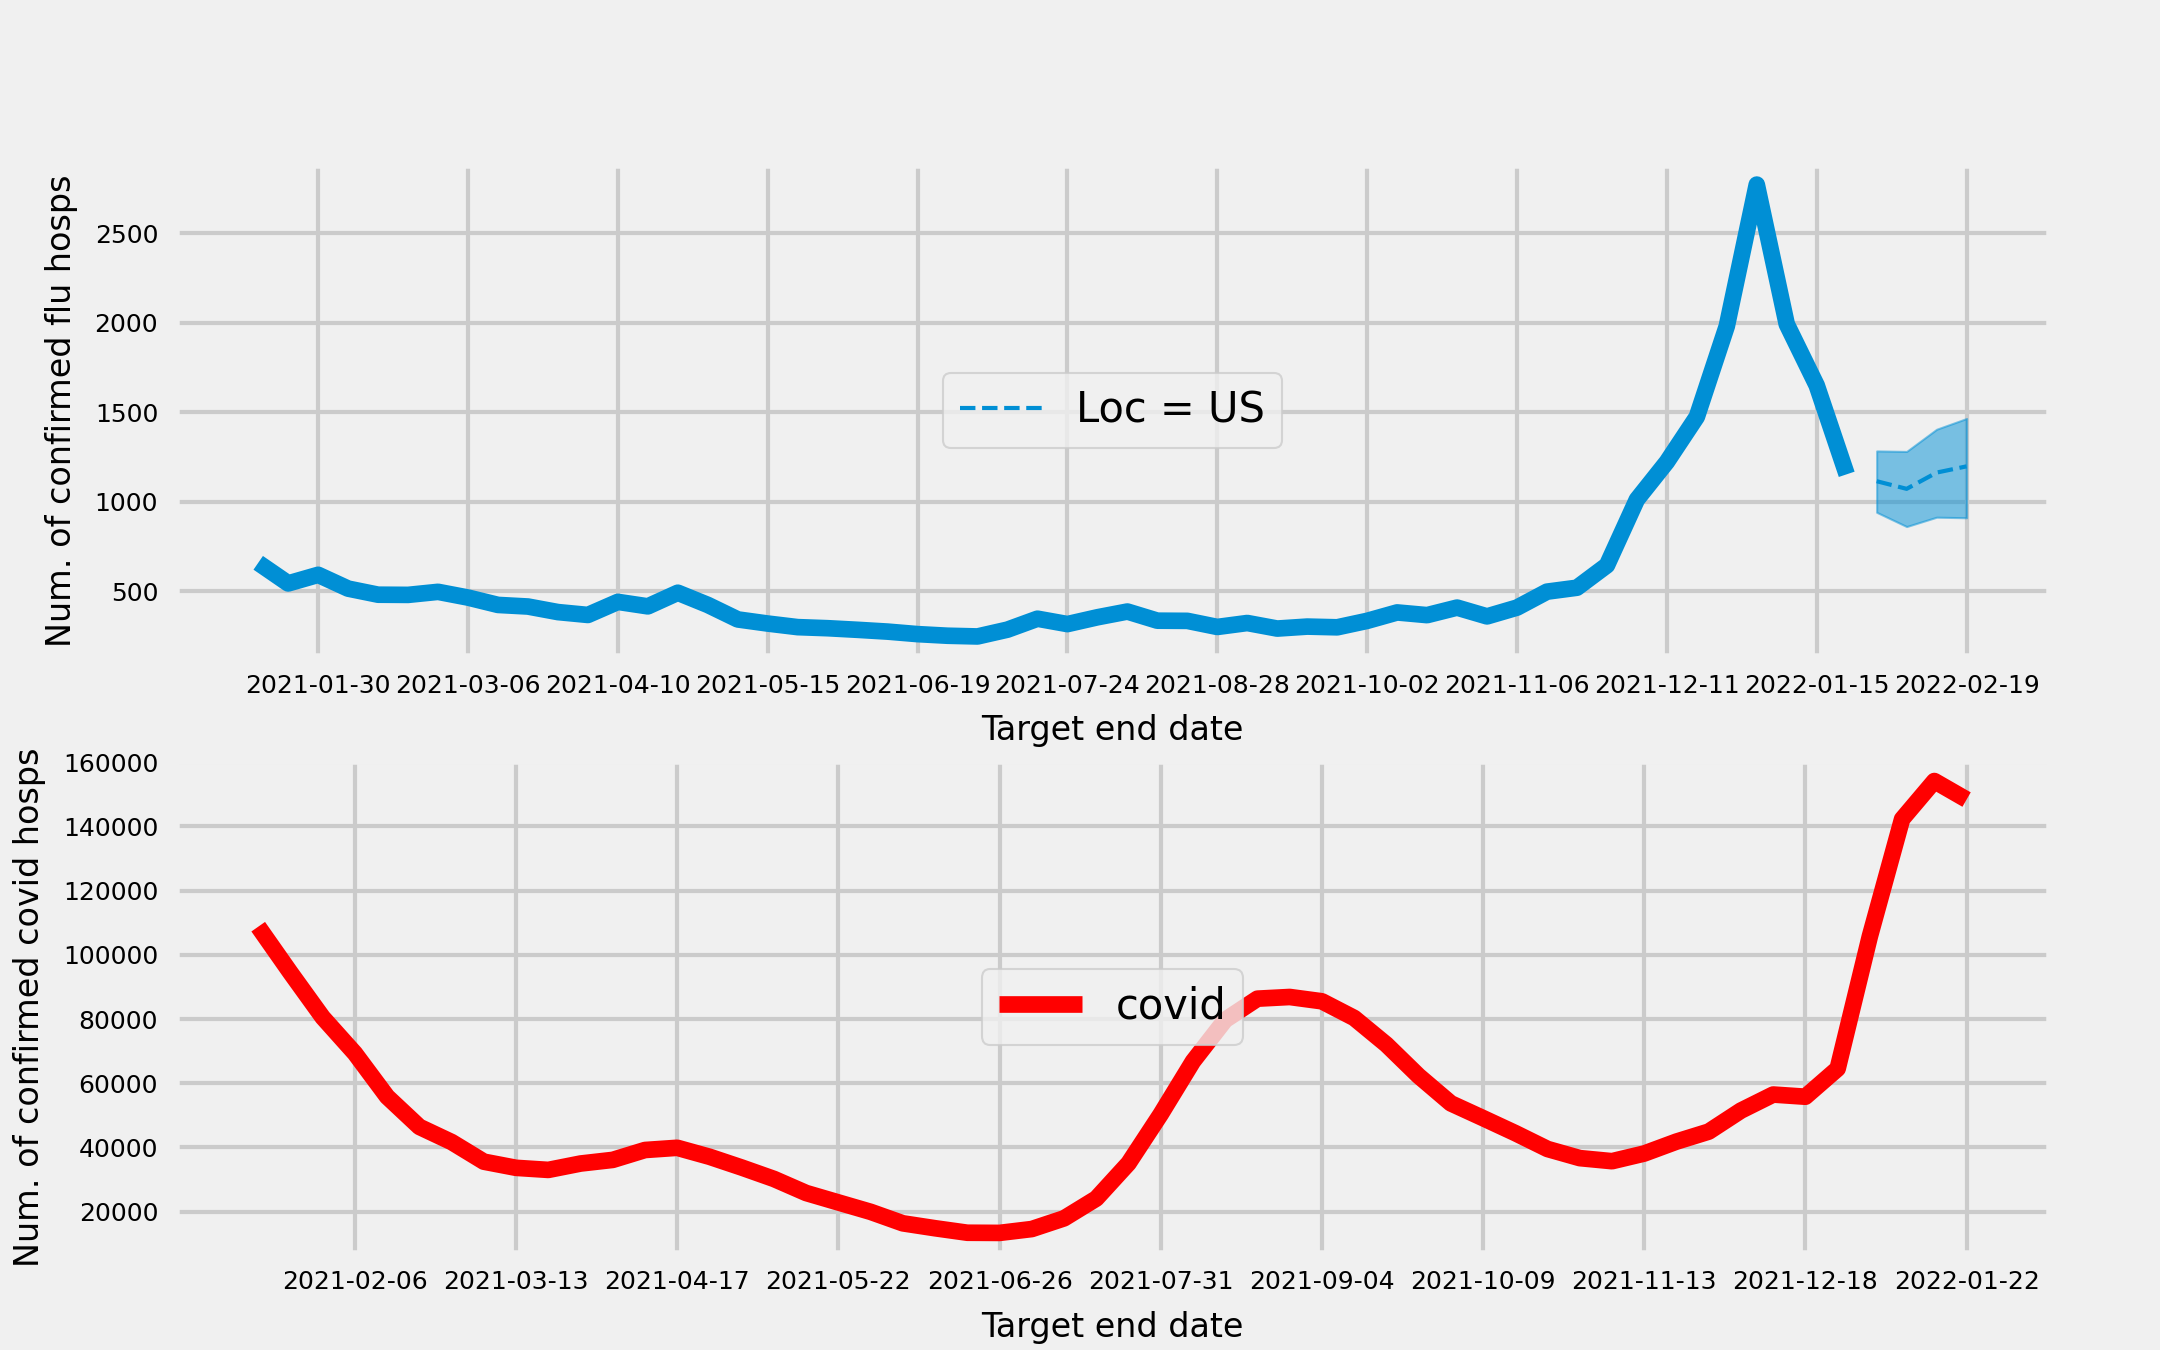 Num. of confirmed flu hosps
2500
2000
1500
1000
500
Loc = US
2021-01-30 2021-03-06 2021-04-10 2021-05-15 2021-06-19 2021-07-24 2021-08-28 2021-10-02 2021-11-06 2021-12-11 2022-01-15 2022-02-19
Target end date
Num. of confirmed covid hosps
160000
140000
120000
100000
80000
60000
40000
20000
covid
2021-02-06 2021-03-13 2021-04-17 2021-05-22 2021-06-26 2021-07-31 2021-09-04 2021-10-09 2021-11-13 2021-12-18 2022-01-22
Target end date